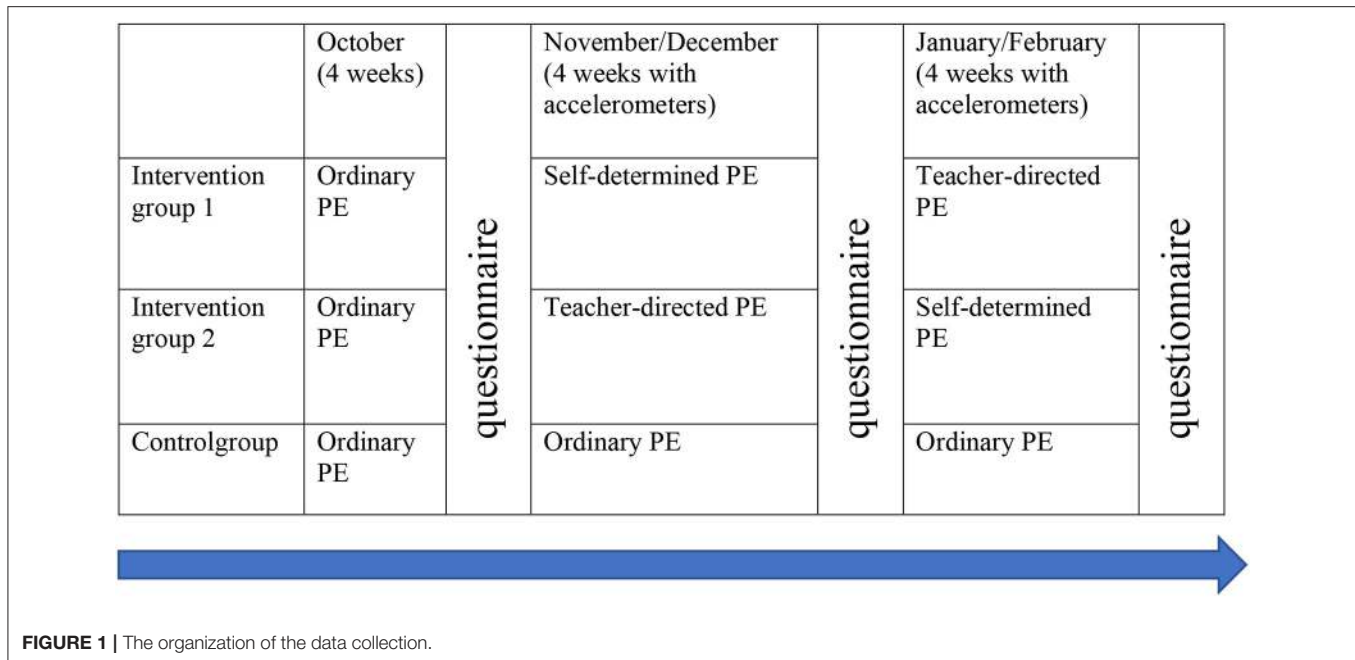 October
(4 weeks)
questionnaire
November/December
(4 weeks with
accelerometers)
questionnaire
January/February
(4 weeks with
accelerometers)
questionnaire
Intervention
group 1
Ordinary
PE
Self-determined PE
Teacher-directed
PE
Intervention
group 2
Ordinary
PE
Teacher-directed PE
Self-determined
PE
Controlgroup
Ordinary
PE
Ordinary PE
Ordinary PE
FIGURE 1 | The organization of the data collection.